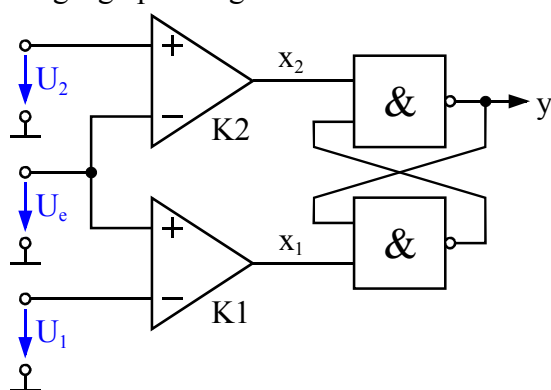 +
x₂
&
U₂
−
K2
y
Uₑ
+
x₁
&
−
K1
U₁